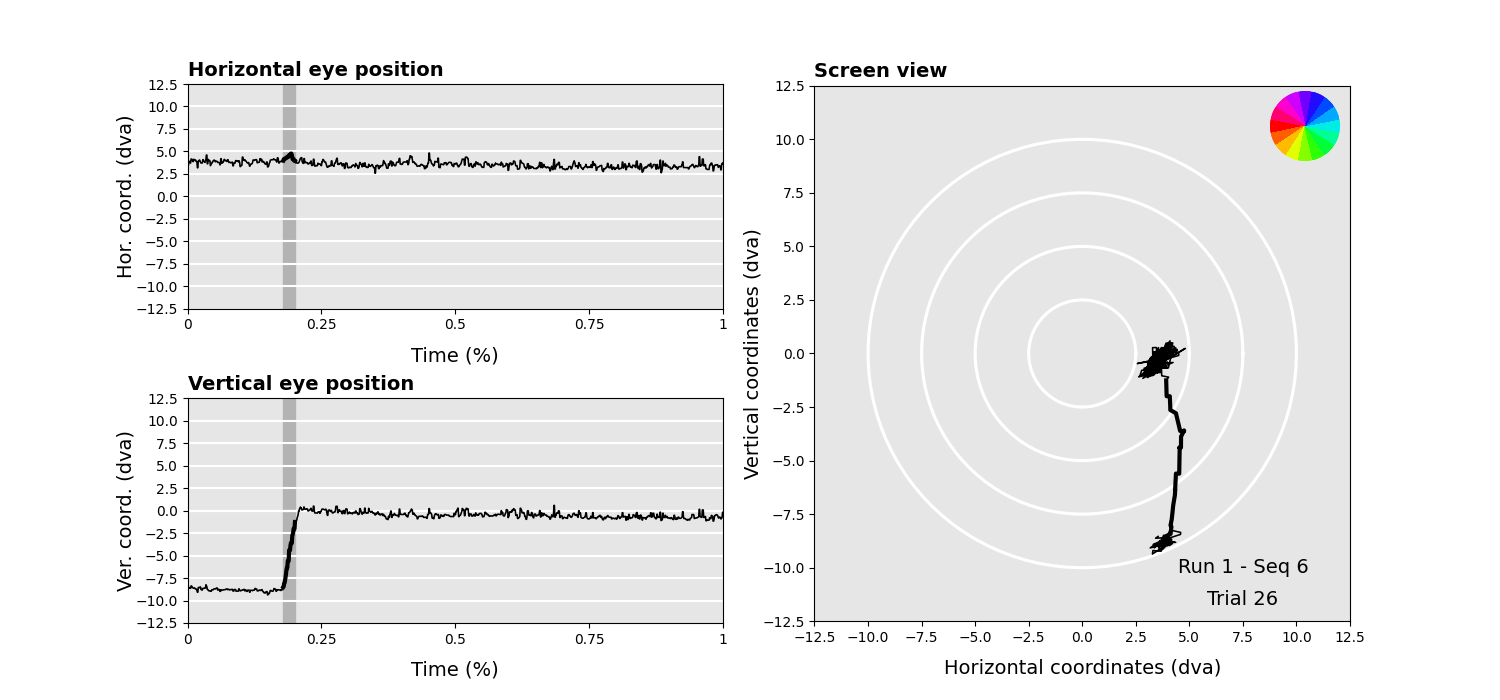 Horizontal eye position
12.5
10.0
7.5
5.0
2.5
0.0
−2.5
−5.0
−7.5
−10.0
−12.5
Hor. coord. (dva)
0 0.25 0.5 0.75 1
Time (%)
Vertical eye position
12.5
10.0
7.5
5.0
2.5
0.0
−2.5
−5.0
−7.5
−10.0
−12.5
Ver. coord. (dva)
0 0.25 0.5 0.75 1
Time (%)
Screen view
12.5
10.0
7.5
5.0
2.5
0.0
−2.5
−5.0
−7.5
−10.0
−12.5
Vertical coordinates (dva)
Run 1 - Seq 6
Trial 26
−12.5 −10.0 −7.5 −5.0 −2.5 0.0 2.5 5.0 7.5 10.0 12.5
Horizontal coordinates (dva)